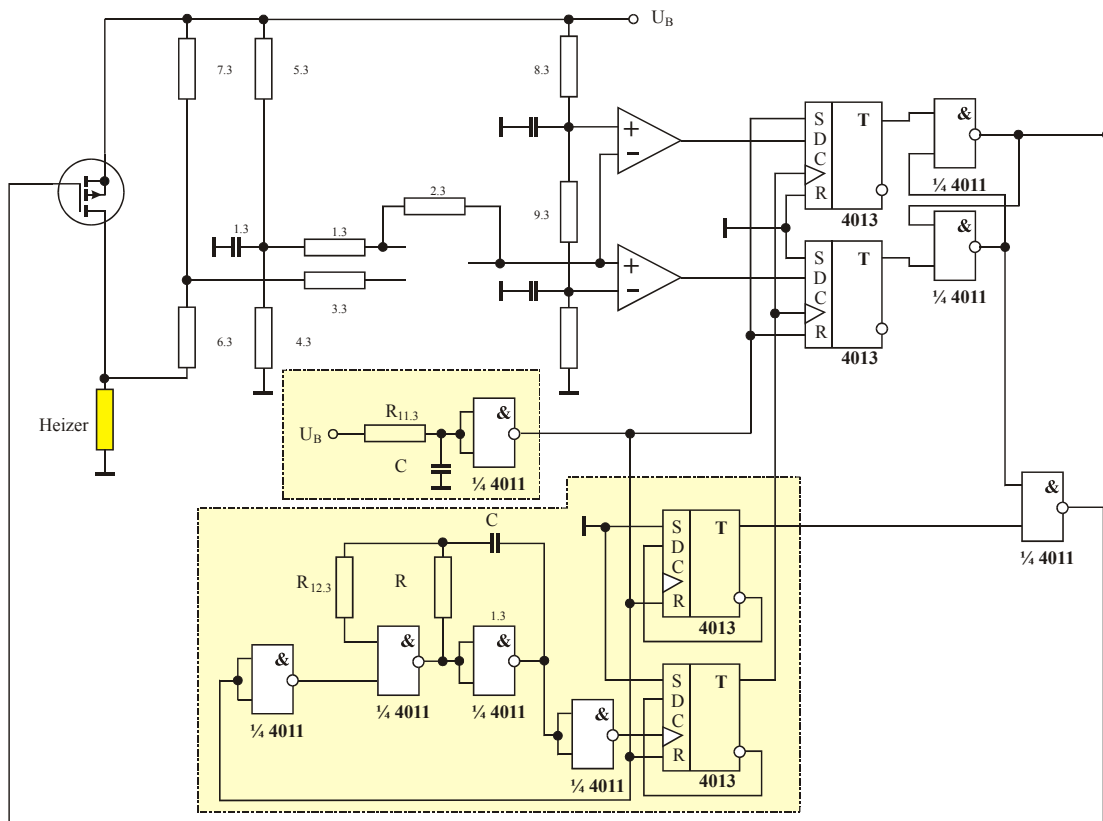 U_B
7.3
5.3
8.3
2.3
9.3
1.3
1.3
3.3
6.3
4.3
+
−
+
−
S
D
C
R
T
4013
&
¼ 4011
&
¼ 4011
S
D
C
R
T
4013
Heizer
U_B
R_11.3
C
&
¼ 4011
&
¼ 4011
C
R_12.3
R
1.3
&
¼ 4011
&
¼ 4011
&
¼ 4011
&
¼ 4011
S
D
C
R
T
4013
S
D
C
R
T
4013